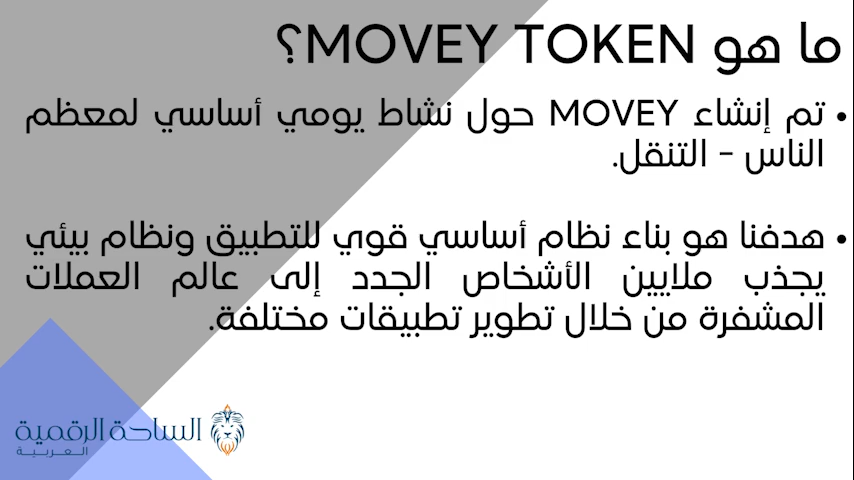 ما هو MOVEY TOKEN؟
• تم إنشاء MOVEY حول نشاط يومي أساسي لمعظم
الناس - التنقل.
• هدفنا هو بناء نظام أساسي قوي للتطبيق ونظام بيئي
يجذب ملايين الأشخاص الجدد إلى عالم العملات
المشفرة من خلال تطوير تطبيقات مختلفة.
الساحة الرقمية
العربية